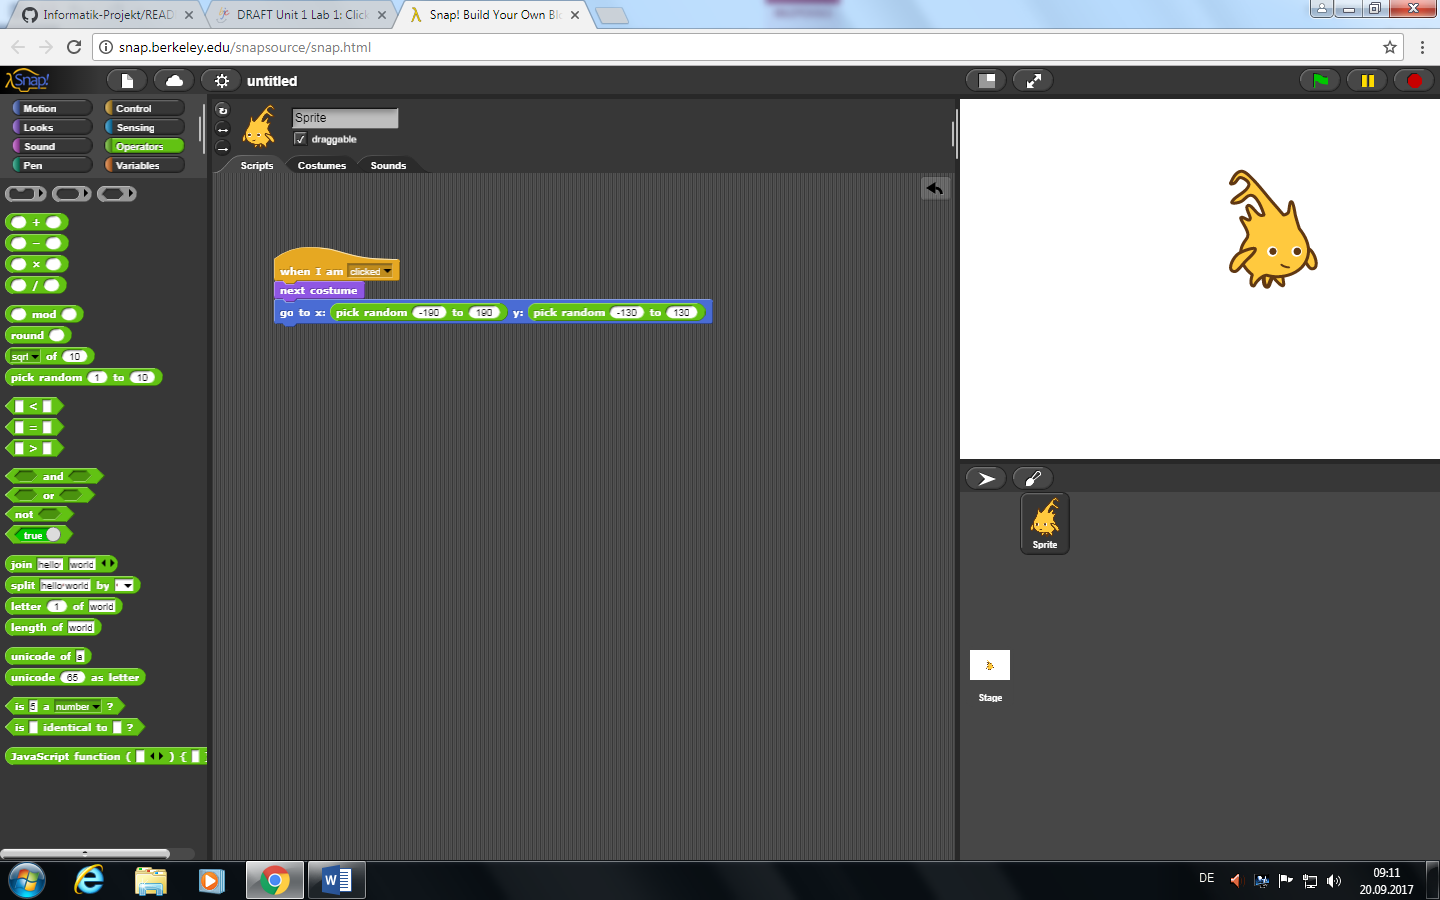 Informatik-Projekt/READ
DRAFT Unit 1 Lab 1: Click
Snap! Build Your Own Blo
snap.berkeley.edu/snapsource/snap.html
Snap!
untitled
Motion Control
Looks Sensing
Sound Operators
Pen Variables
Sprite
draggable
Scripts Costumes Sounds
+
−
×
/
mod
round
sqrt of 10
pick random 1 to 10
<
=
>
and
or
not
true
join hello world
split hello world by
letter 1 of world
length of world
unicode of a
unicode 65 as letter
is 5 a number ?
is identical to ?
JavaScript function ( ) { }
when I am clicked
next costume
go to x: pick random -190 to 190 y: pick random -130 to 130
Sprite
Stage
DE
09:11
20.09.2017